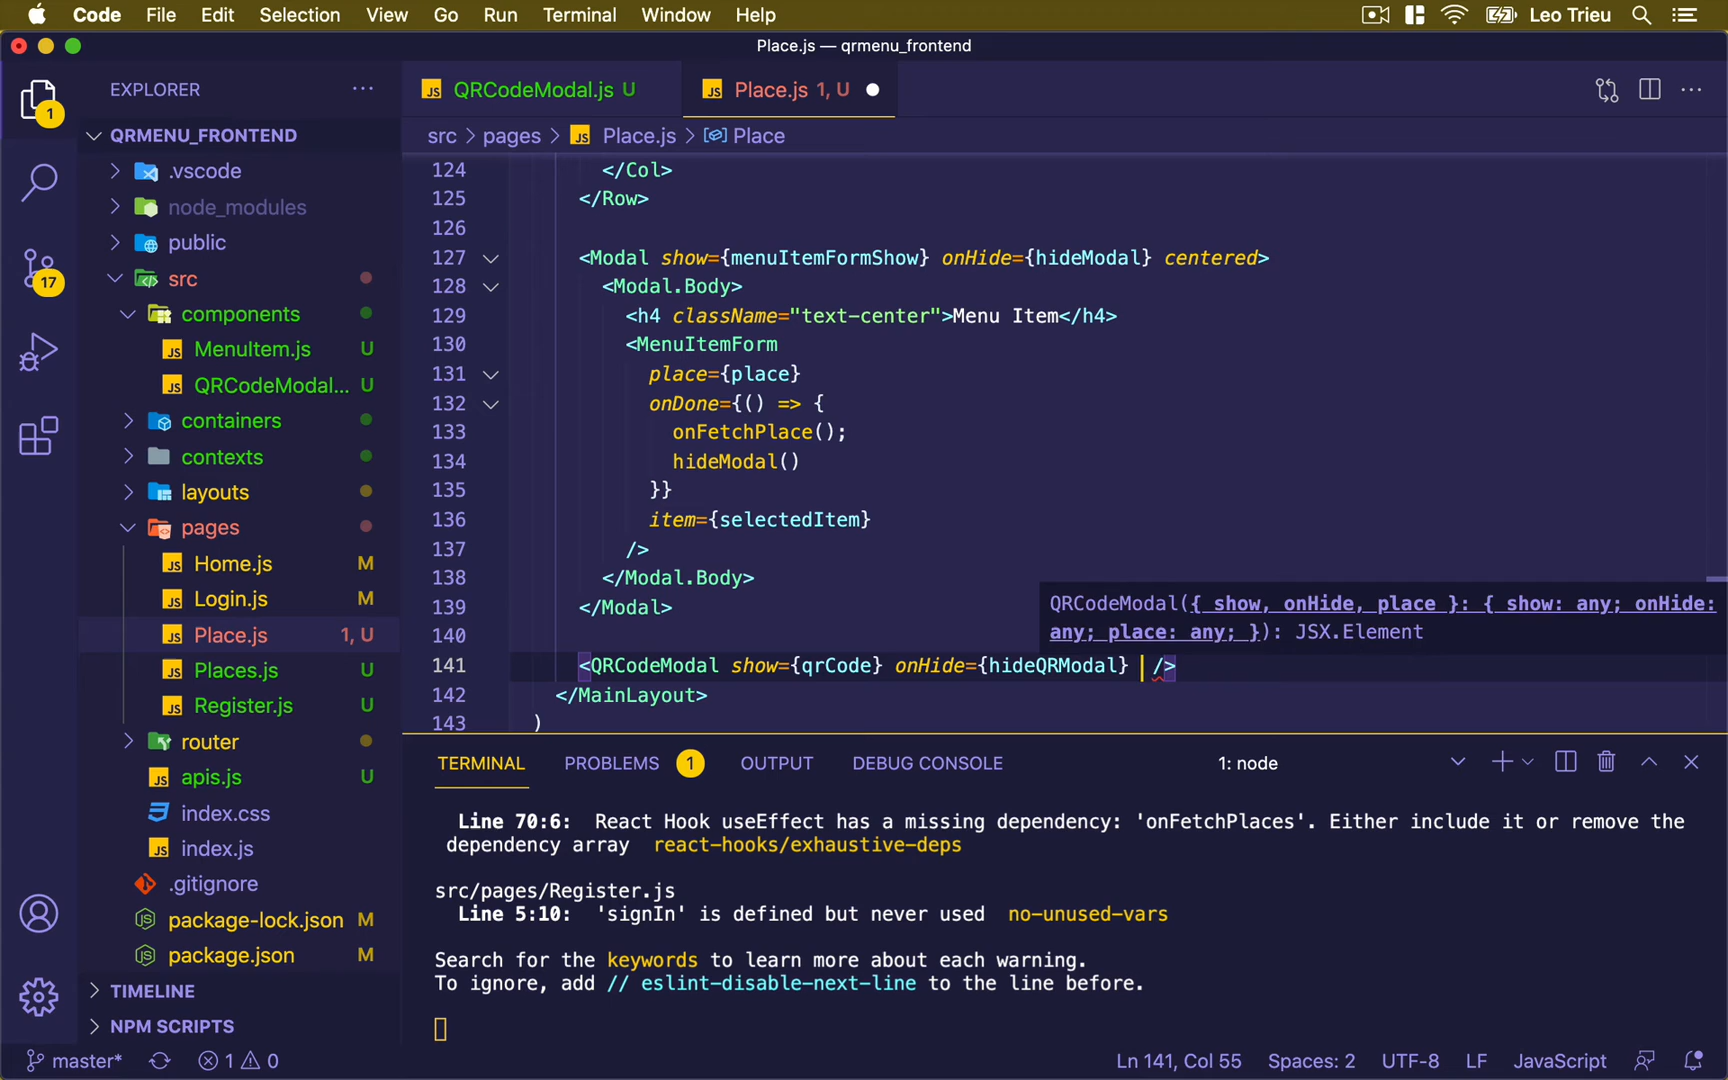 Code File Edit Selection View Go Run Terminal Window Help Leo Trieu
Place.js — qrmenu_frontend
EXPLORER
QRCodeModal.js U
Place.js 1, U
QRMENU_FRONTEND
src > pages > JS Place.js > Place
.vscode
node_modules
public
src
components
JS MenuItem.js U
JS QRCodeModal... U
containers
contexts
layouts
pages
JS Home.js M
JS Login.js M
JS Place.js 1, U
JS Places.js U
JS Register.js U
router
JS apis.js U
index.css
JS index.js
.gitignore
package-lock.json M
package.json M
TIMELINE
NPM SCRIPTS
1
17
124 </Col>
125 </Row>
126
127 <Modal show={menuItemFormShow} onHide={hideModal} centered>
128 <Modal.Body>
129 <h4 className="text-center">Menu Item</h4>
130 <MenuItemForm
131 place={place}
132 onDone={() => {
133 onFetchPlace();
134 hideModal()
135 }}
136 item={selectedItem}
137 />
138 </Modal.Body>
139 </Modal>
140
QRCodeModal({ show, onHide, place }: { show: any; onHide:
any; place: any; }): JSX.Element
141 <QRCodeModal show={qrCode} onHide={hideQRModal} />
142 </MainLayout>
143 )
TERMINAL PROBLEMS 1 OUTPUT DEBUG CONSOLE 1: node
Line 70:6: React Hook useEffect has a missing dependency: 'onFetchPlaces'. Either include it or remove the
dependency array react-hooks/exhaustive-deps
src/pages/Register.js
Line 5:10: 'signIn' is defined but never used no-unused-vars
Search for the keywords to learn more about each warning.
To ignore, add // eslint-disable-next-line to the line before.
master* 1 0 Ln 141, Col 55 Spaces: 2 UTF-8 LF JavaScript